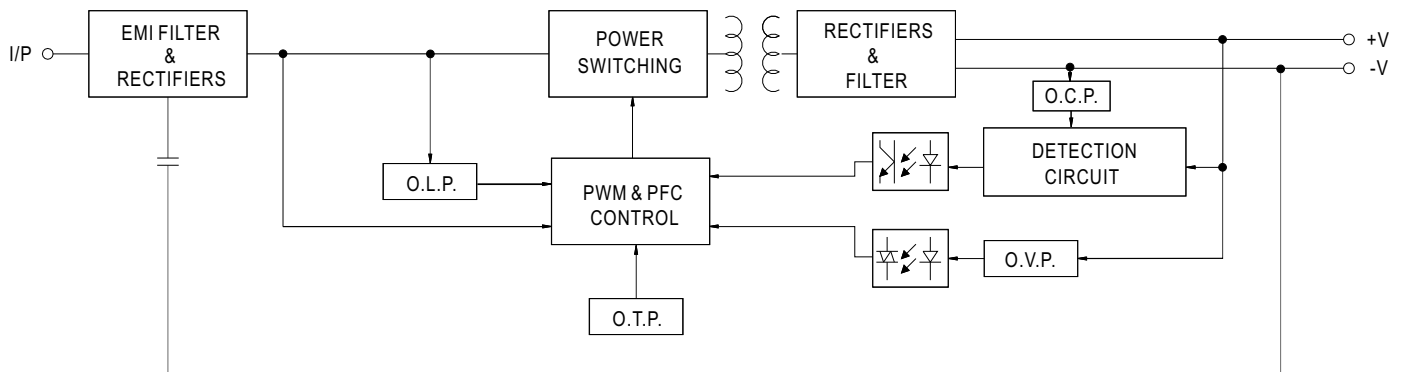 I/P
EMI FILTER
&
RECTIFIERS
POWER
SWITCHING
RECTIFIERS
&
FILTER
+V
-V
O.C.P.
DETECTION
CIRCUIT
O.L.P.
PWM & PFC
CONTROL
O.V.P.
O.T.P.